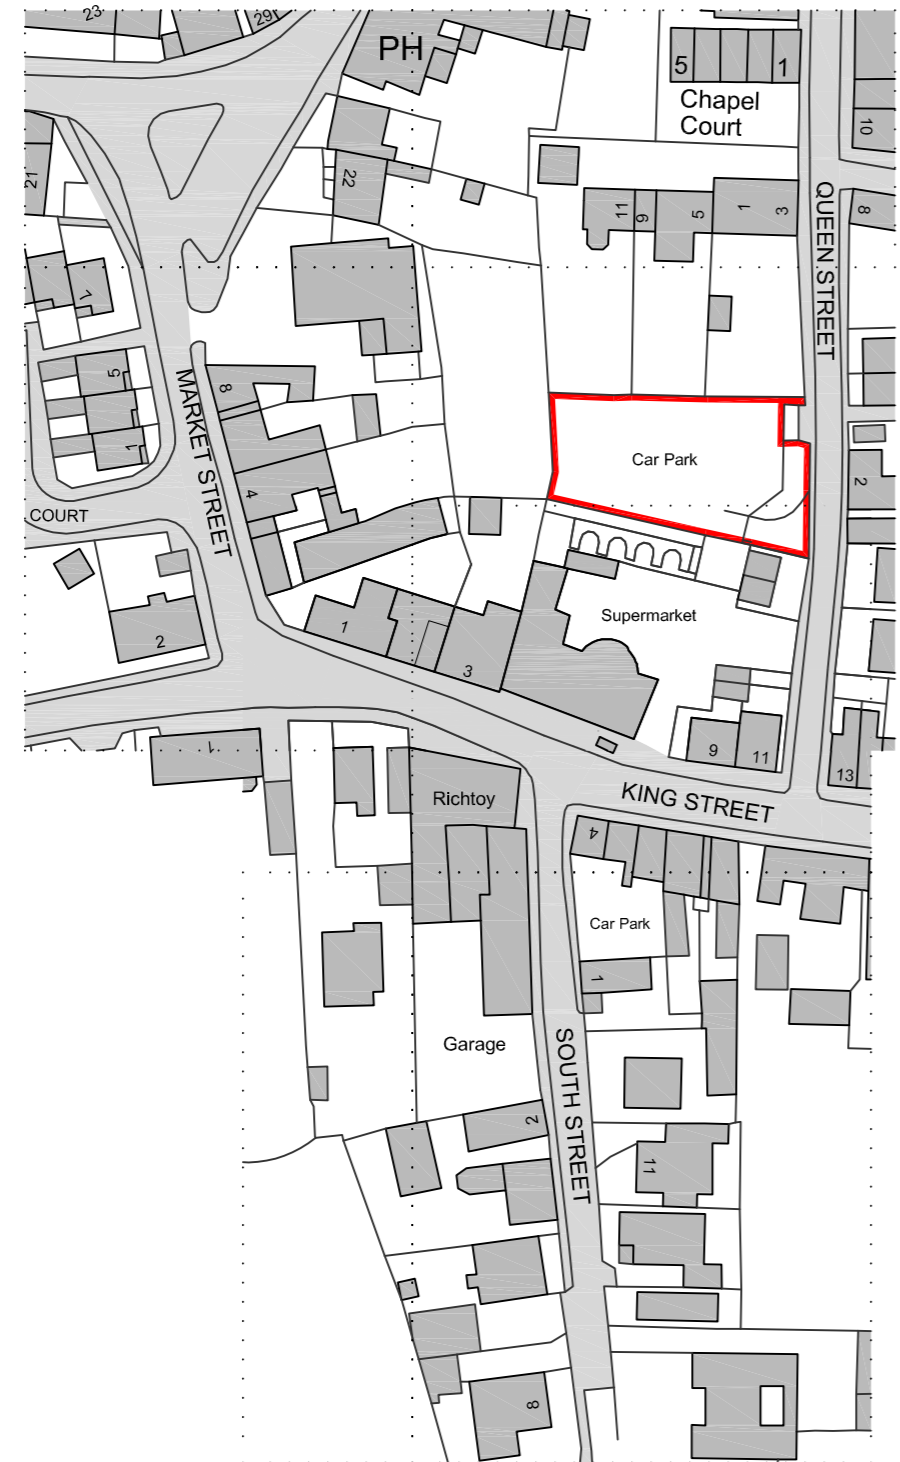 23
29
PH
5
1
Chapel
Court
10
21
22
11
9
5
1
3
8
QUEEN STREET
7
5
1
8
MARKET STREET
4
Car Park
2
COURT
2
1
3
Supermarket
9
11
13
1
Richtoy
KING STREET
4
Car Park
1
Garage
SOUTH STREET
2
11
8